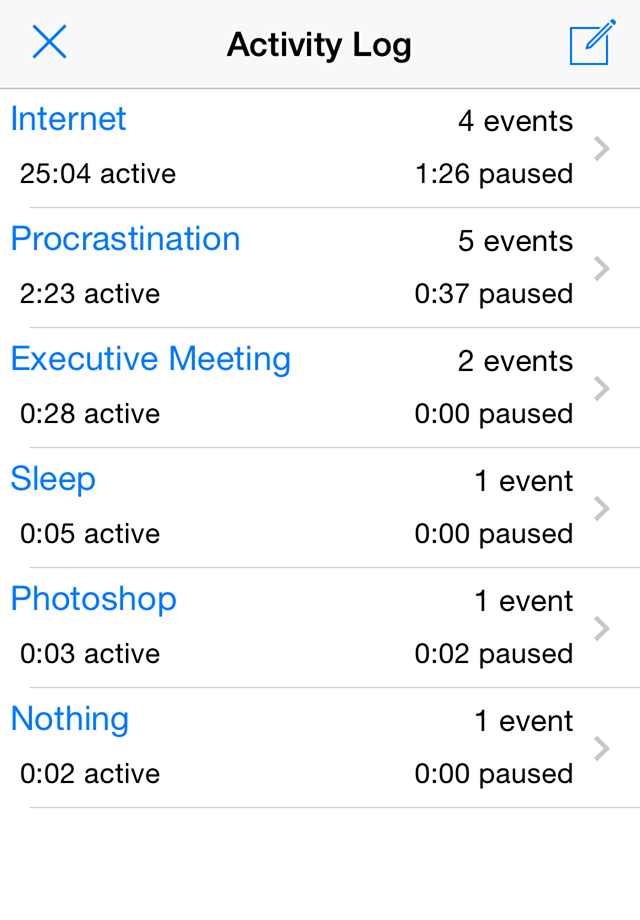 Activity Log
Internet 4 events
25:04 active 1:26 paused
Procrastination 5 events
2:23 active 0:37 paused
Executive Meeting 2 events
0:28 active 0:00 paused
Sleep 1 event
0:05 active 0:00 paused
Photoshop 1 event
0:03 active 0:02 paused
Nothing 1 event
0:02 active 0:00 paused